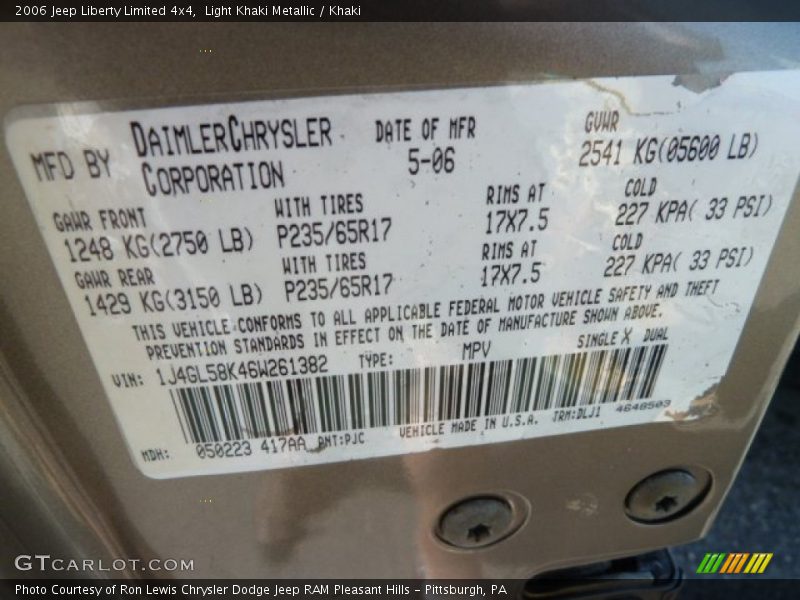 2006 Jeep Liberty Limited 4x4,  Light Khaki Metallic / Khaki
MFD BY DAIMLERCHRYSLER CORPORATION
DATE OF MFR 5-06
GVWR 2541 KG(05600 LB)
GAWR FRONT WITH TIRES RIMS AT COLD
1248 KG(2750 LB) P235/65R17 17X7.5 227 KPA( 33 PSI)
GAWR REAR WITH TIRES RIMS AT COLD
1429 KG(3150 LB) P235/65R17 17X7.5 227 KPA( 33 PSI)
THIS VEHICLE CONFORMS TO ALL APPLICABLE FEDERAL MOTOR VEHICLE SAFETY AND THEFT
PREVENTION STANDARDS IN EFFECT ON THE DATE OF MANUFACTURE SHOWN ABOVE.
VIN: 1J4GL58K46W261382 TYPE: MPV SINGLE X DUAL
MDH: 050223 417AA PNT:PJC VEHICLE MADE IN U.S.A. TRM:DLJ1 4648503
GTCARLOT.COM
Photo Courtesy of Ron Lewis Chrysler Dodge Jeep RAM Pleasant Hills - Pittsburgh, PA